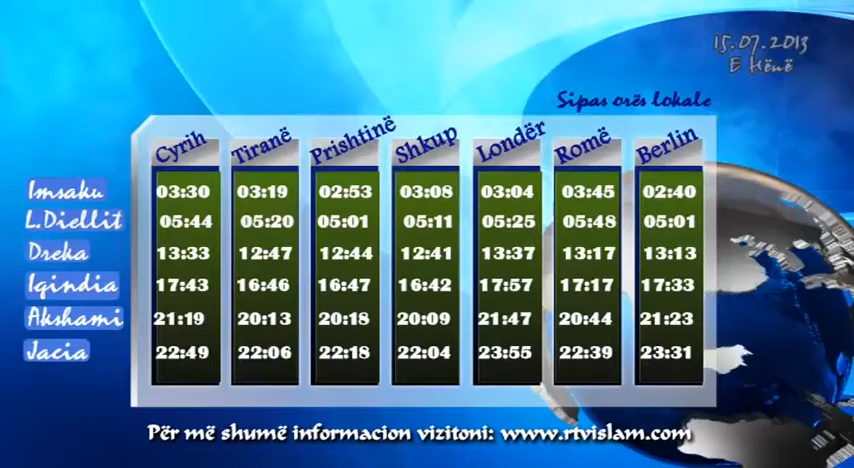 15.07.2013
E Hënë
Sipas orës lokale
Cyrih Tiranë Prishtinë Shkup Londër Romë Berlin
Imsaku 03:30 03:19 02:53 03:08 03:04 03:45 02:40
L.Diellit 05:44 05:20 05:01 05:11 05:25 05:48 05:01
Dreka 13:33 12:47 12:44 12:41 13:37 13:17 13:13
Iqindia 17:43 16:46 16:47 16:42 17:57 17:17 17:33
Akshami 21:19 20:13 20:18 20:09 21:47 20:44 21:23
Jacia 22:49 22:06 22:18 22:04 23:55 22:39 23:31
Për më shumë informacion vizitoni: www.rtvislam.com